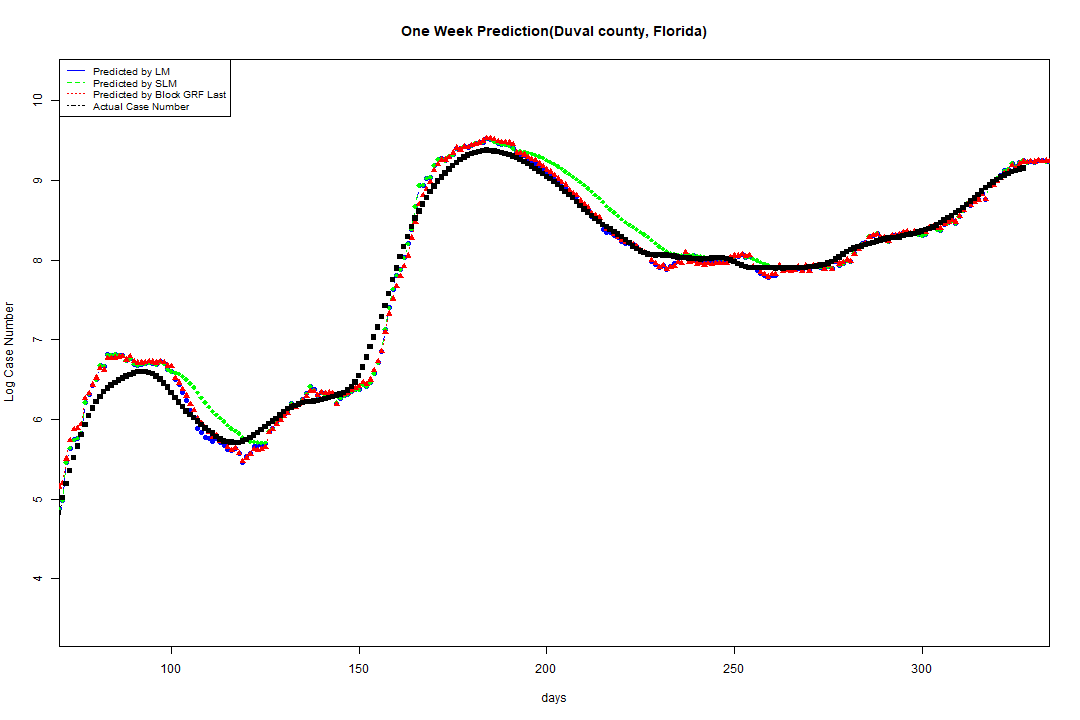 One Week Prediction(Duval county, Florida)
Predicted by LM
Predicted by SLM
Predicted by Block GRF Last
Actual Case Number
10
9
8
7
6
5
4
Log Case Number
100 150 200 250 300
days